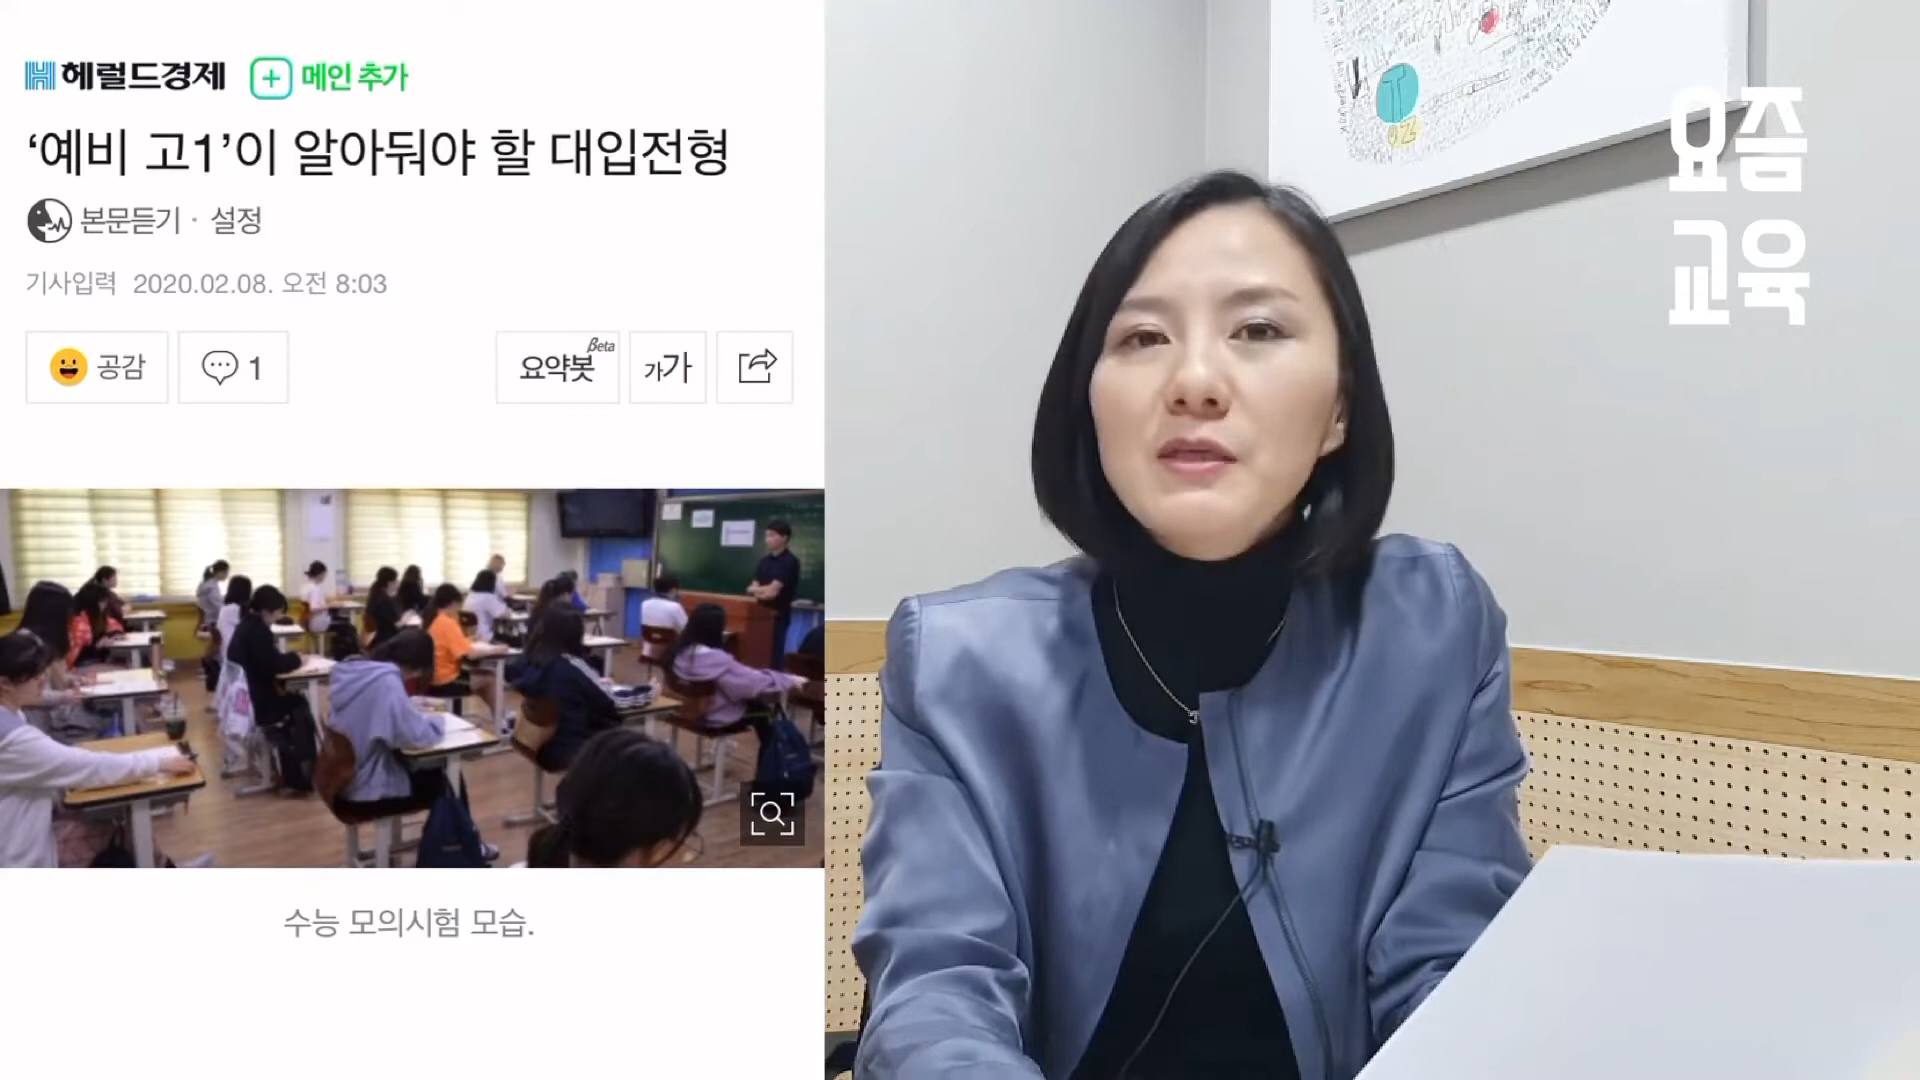 헤럴드경제 메인 추가
‘예비 고1’이 알아둬야 할 대입전형
본문듣기 · 설정
기사입력 2020.02.08. 오전 8:03
공감 1 요약봇 Beta 가가
수능 모의시험 모습.
요즘
교육